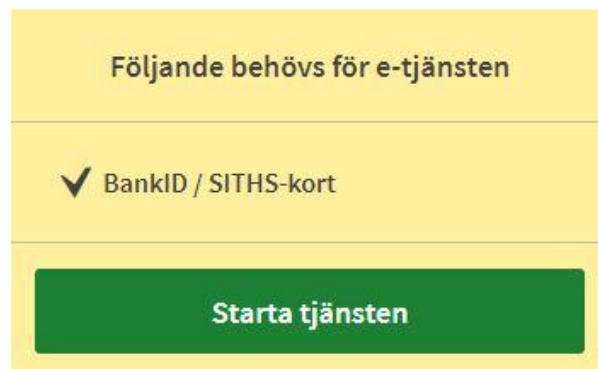 Följande behövs för e-tjänsten
BankID / SITHS-kort
Starta tjänsten